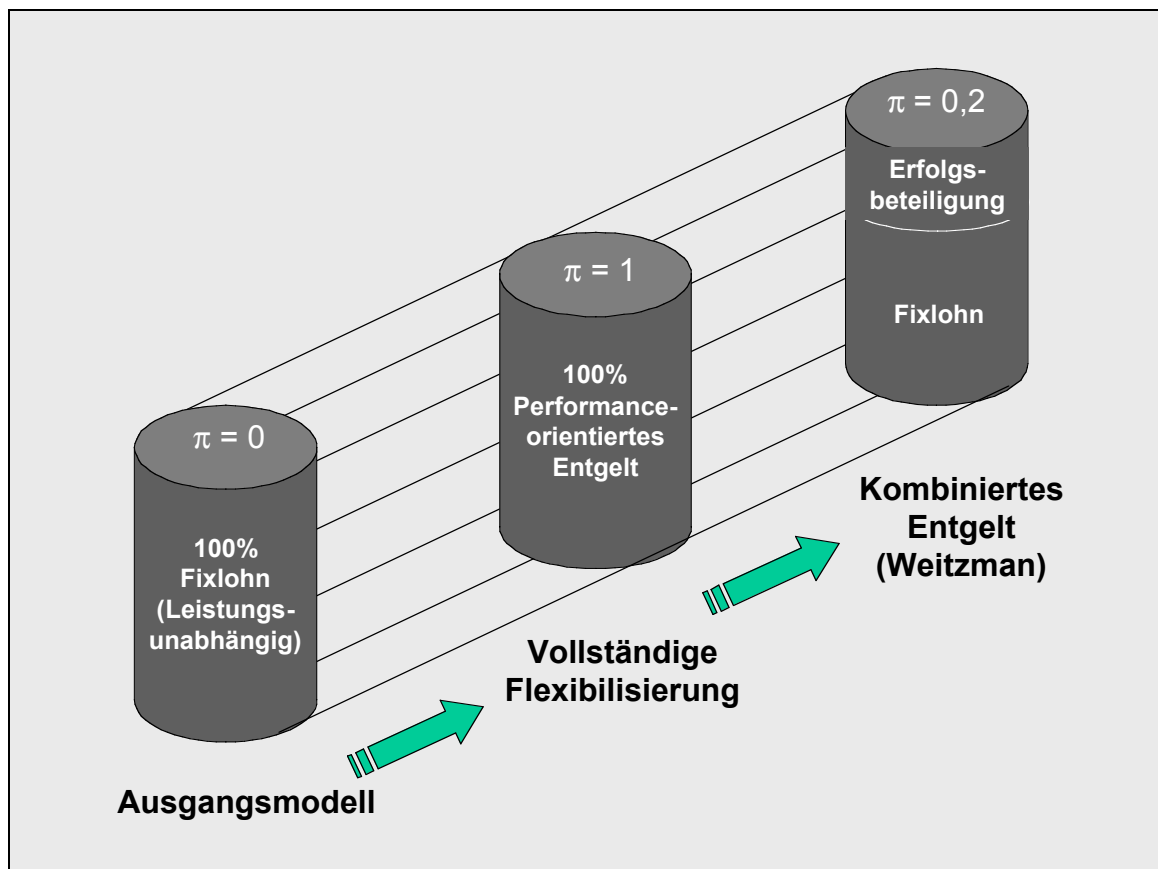 π = 0
100%
Fixlohn
(Leistungs-
unabhängig)
Ausgangsmodell
π = 1
100%
Performance-
orientiertes
Entgelt
Vollständige
Flexibilisierung
π = 0,2
Erfolgs-
beteiligung
Fixlohn
Kombiniertes
Entgelt
(Weitzman)